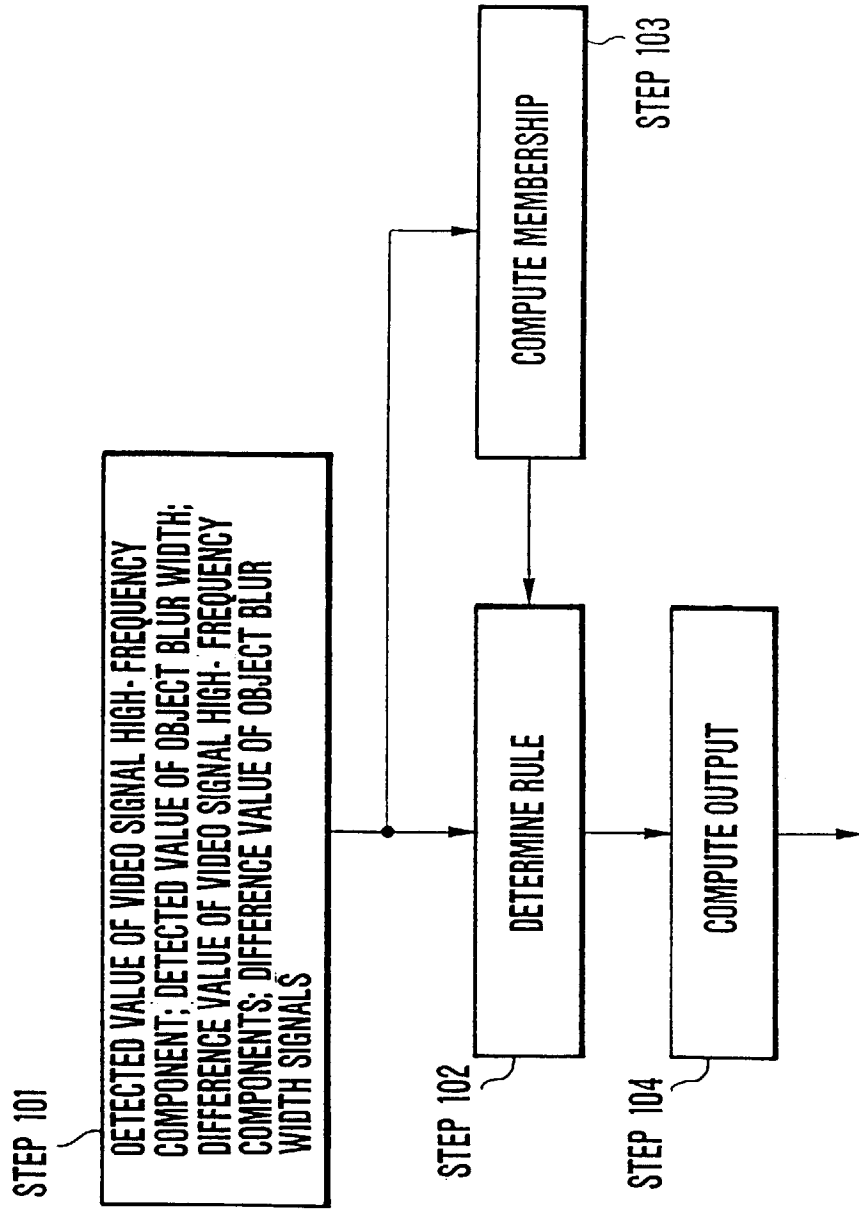 STEP 101
DETECTED VALUE OF VIDEO SIGNAL HIGH- FREQUENCY
COMPONENT; DETECTED VALUE OF OBJECT BLUR WIDTH;
DIFFERENCE VALUE OF VIDEO SIGNAL HIGH- FREQUENCY
COMPONENTS; DIFFERENCE VALUE OF OBJECT BLUR
WIDTH SIGNALS
STEP 102
DETERMINE RULE
COMPUTE MEMBERSHIP
STEP 103
STEP 104
COMPUTE OUTPUT